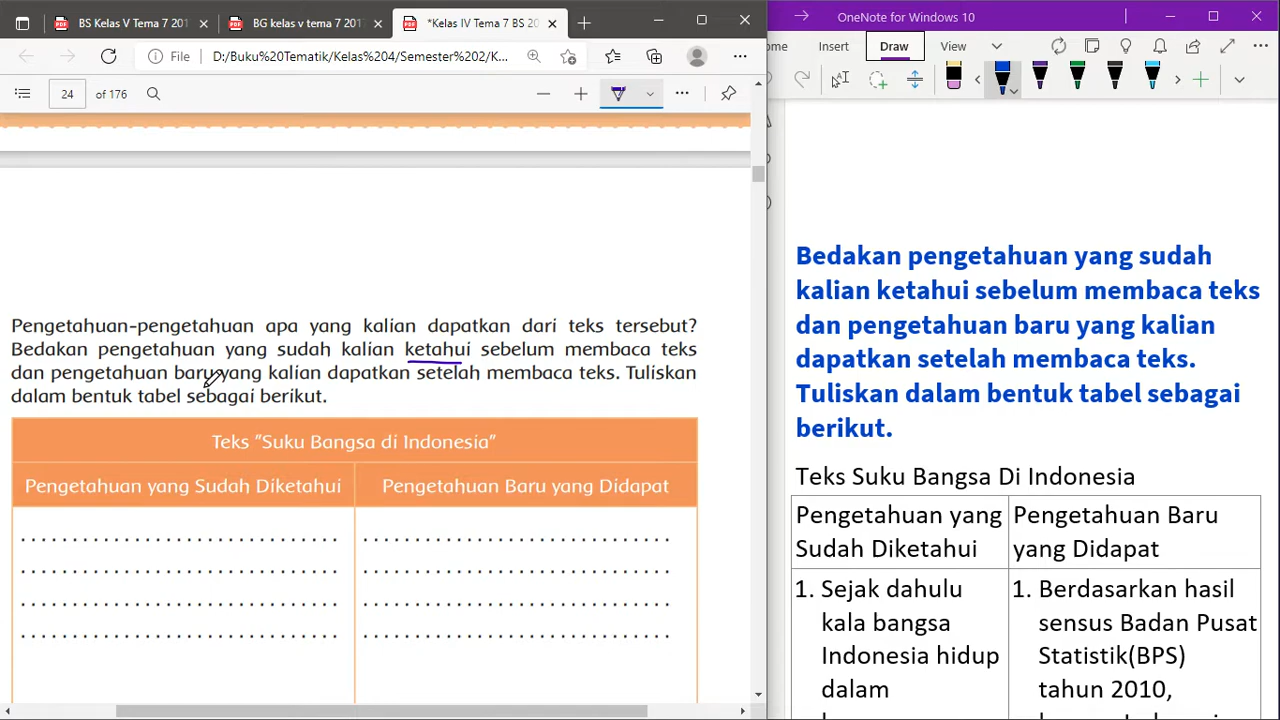 BS Kelas V Tema 7 201
BG kelas v tema 7 201
*Kelas IV Tema 7 BS 20
File
D:/Buku%20Tematik/Kelas%204/Semester%202/K...
24
of 176
Pengetahuan-pengetahuan apa yang kalian dapatkan dari teks tersebut?
Bedakan pengetahuan yang sudah kalian ketahui sebelum membaca teks
dan pengetahuan baru yang kalian dapatkan setelah membaca teks. Tuliskan
dalam bentuk tabel sebagai berikut.
Teks "Suku Bangsa di Indonesia"
Pengetahuan yang Sudah Diketahui
Pengetahuan Baru yang Didapat
OneNote for Windows 10
Insert
Draw
View
Bedakan pengetahuan yang sudah
kalian ketahui sebelum membaca teks
dan pengetahuan baru yang kalian
dapatkan setelah membaca teks.
Tuliskan dalam bentuk tabel sebagai
berikut.
Teks Suku Bangsa Di Indonesia
Pengetahuan yang
Sudah Diketahui
Pengetahuan Baru
yang Didapat
1. Sejak dahulu
kala bangsa
Indonesia hidup
dalam
1. Berdasarkan hasil
sensus Badan Pusat
Statistik(BPS)
tahun 2010,